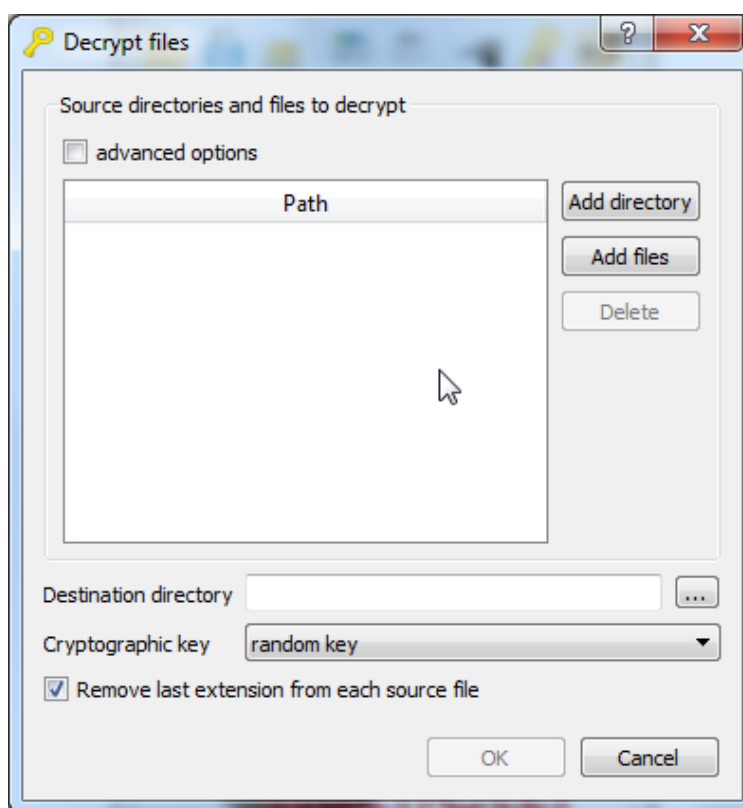 Decrypt files
Source directories and files to decrypt
advanced options
Path
Add directory
Add files
Delete
Destination directory
...
Cryptographic key
random key
Remove last extension from each source file
OK
Cancel